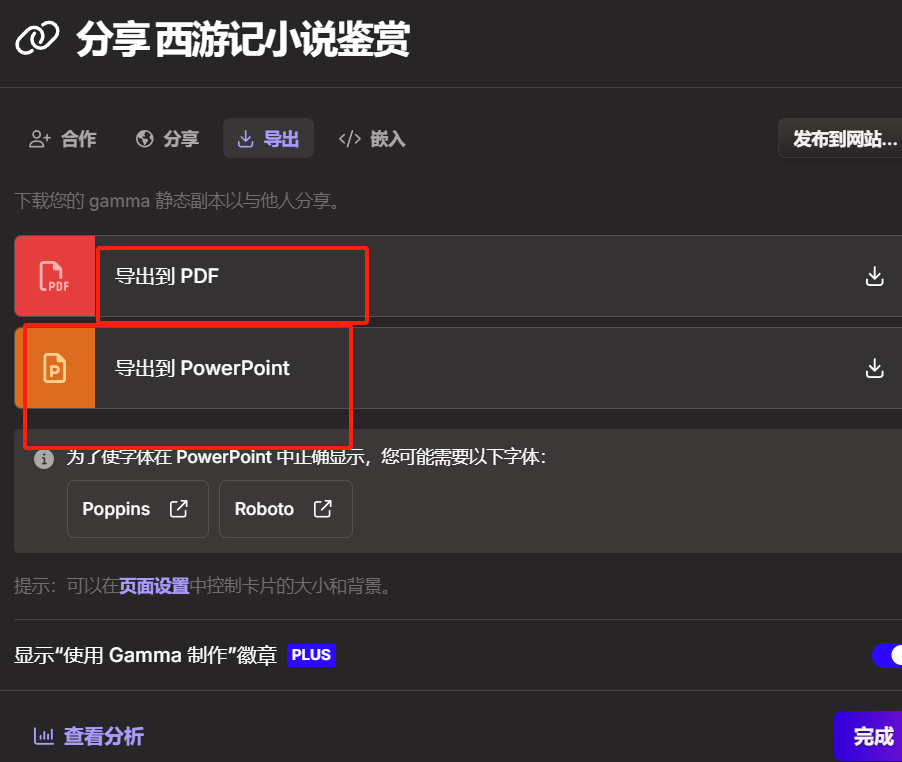 分享 西游记小说鉴赏
合作 分享 导出 嵌入 发布到网站...
下载您的 gamma 静态副本以与他人分享。
PDF 导出到 PDF
P 导出到 PowerPoint
为了使字体在 PowerPoint 中正确显示，您可能需要以下字体：
Poppins Roboto
提示：可以在页面设置中控制卡片的大小和背景。
显示“使用 Gamma 制作”徽章 PLUS
查看分析 完成